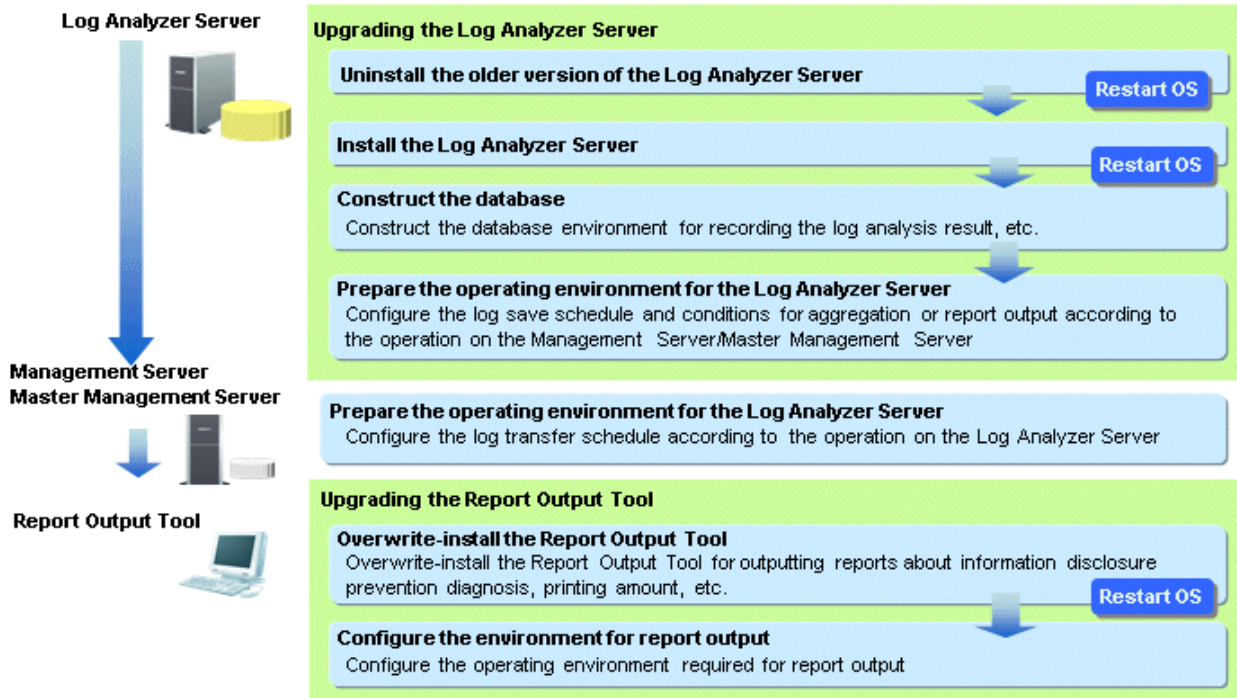 Log Analyzer Server
Upgrading the Log Analyzer Server
Uninstall the older version of the Log Analyzer Server
Restart OS
Install the Log Analyzer Server
Restart OS
Construct the database
Construct the database environment for recording the log analysis result, etc.
Prepare the operating environment for the Log Analyzer Server
Configure the log save schedule and conditions for aggregation or report output according to
the operation on the Management Server/Master Management Server
Management Server
Master Management Server
Prepare the operating environment for the Log Analyzer Server
Configure the log transfer schedule according to the operation on the Log Analyzer Server
Report Output Tool
Upgrading the Report Output Tool
Overwrite-install the Report Output Tool
Overwrite-install the Report Output Tool for outputting reports about information disclosure
prevention diagnosis, printing amount, etc.
Restart OS
Configure the environment for report output
Configure the operating environment required for report output